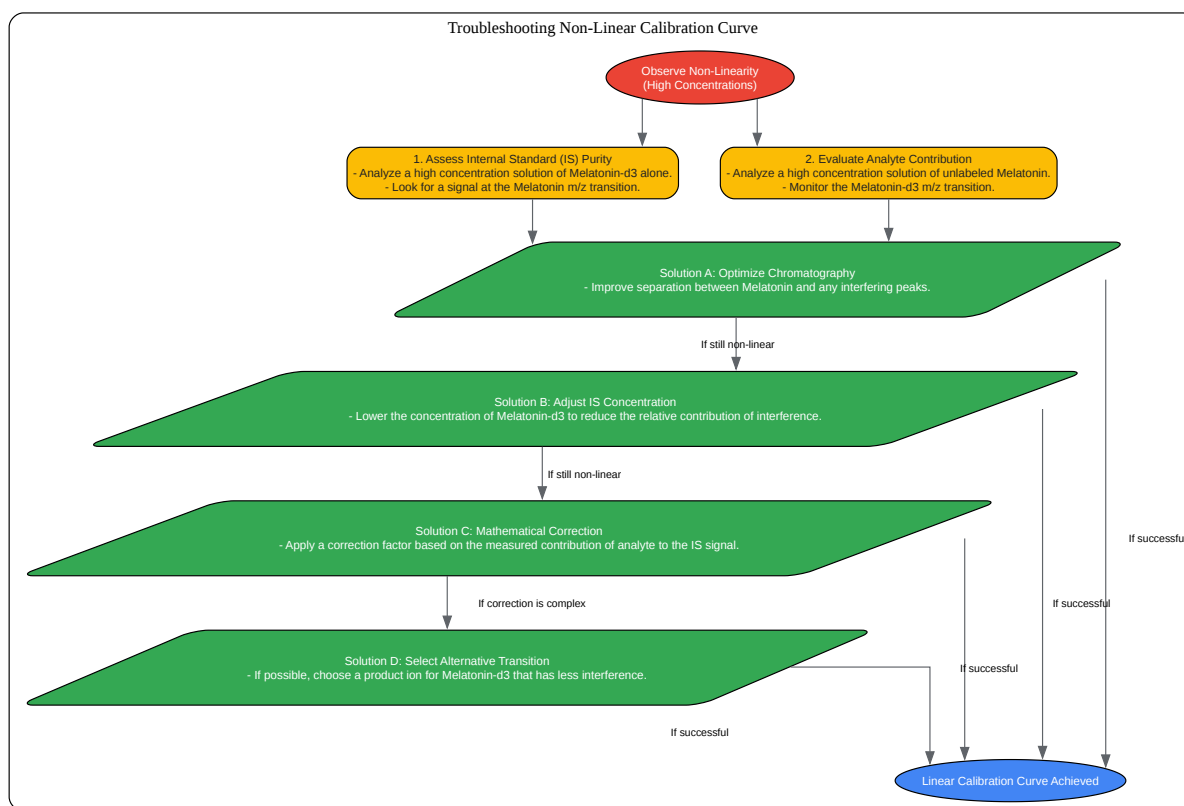 Troubleshooting Non-Linear Calibration Curve
Observe Non-Linearity
(High Concentrations)
1. Assess Internal Standard (IS) Purity
- Analyze a high concentration solution of Melatonin-d3 alone.
- Look for a signal at the Melatonin m/z transition.
2. Evaluate Analyte Contribution
- Analyze a high concentration solution of unlabeled Melatonin.
- Monitor the Melatonin-d3 m/z transition.
Solution A: Optimize Chromatography
- Improve separation between Melatonin and any interfering peaks.
If still non-linear
Solution B: Adjust IS Concentration
- Lower the concentration of Melatonin-d3 to reduce the relative contribution of interference.
If still non-linear
Solution C: Mathematical Correction
- Apply a correction factor based on the measured contribution of analyte to the IS signal.
If successfu
If correction is complex
If successful
Solution D: Select Alternative Transition
- If possible, choose a product ion for Melatonin-d3 that has less interference.
If successful
If successful
Linear Calibration Curve Achieved